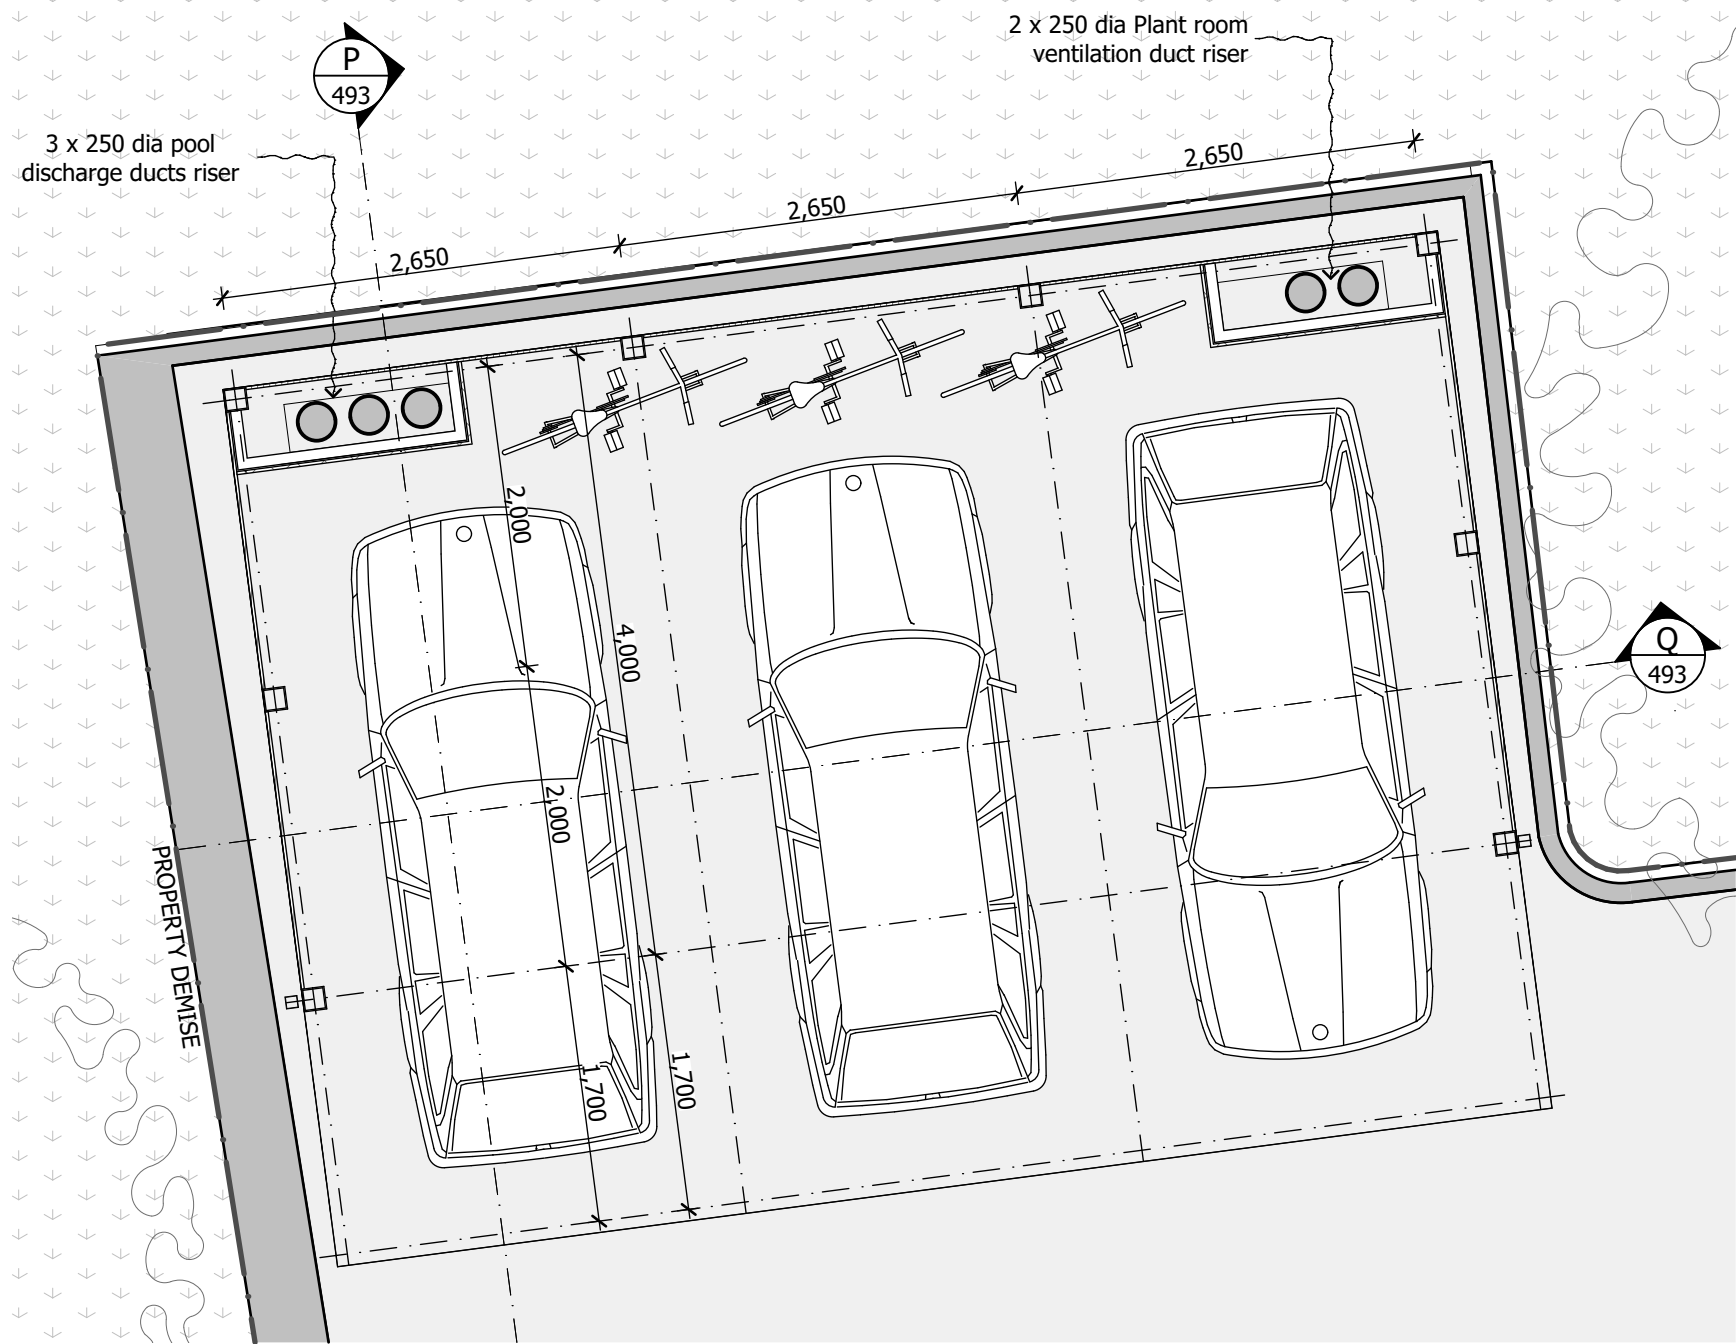 2 x 250 dia Plant room
ventilation duct riser
P
493
3 x 250 dia pool
discharge ducts riser
2,650
2,650
2,650
2,000
4,000
Q
493
2,000
PROPERTY DEMISE
1,700
1,700